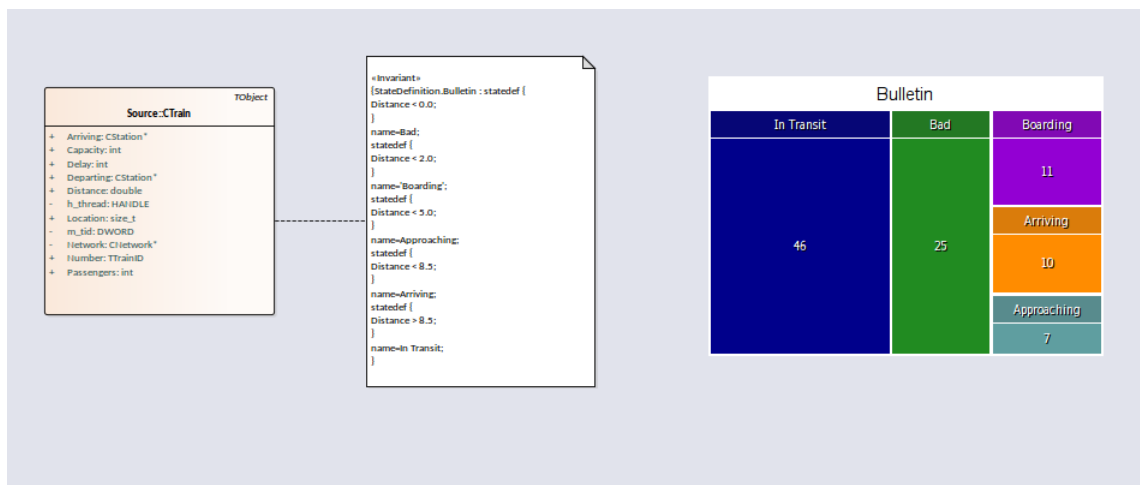 TObject
Source::CTrain
+ Arriving: CStation*
+ Capacity: int
+ Delay: int
+ Departing: CStation*
+ Distance: double
- h_thread: HANDLE
+ Location: size_t
- m_tid: DWORD
- Network: CNetwork*
+ Number: TTrainID
+ Passengers: int
«Invariant»
{StateDefinition.Bulletin : statedef {
Distance < 0.0;
}
name=Bad;
statedef {
Distance < 2.0;
}
name='Boarding';
statedef {
Distance < 5.0;
}
name=Approaching;
statedef {
Distance < 8.5;
}
name=Arriving;
statedef {
Distance > 8.5;
}
name=In Transit;
}
Bulletin
In Transit
46
Bad
25
Boarding
11
Arriving
10
Approaching
7